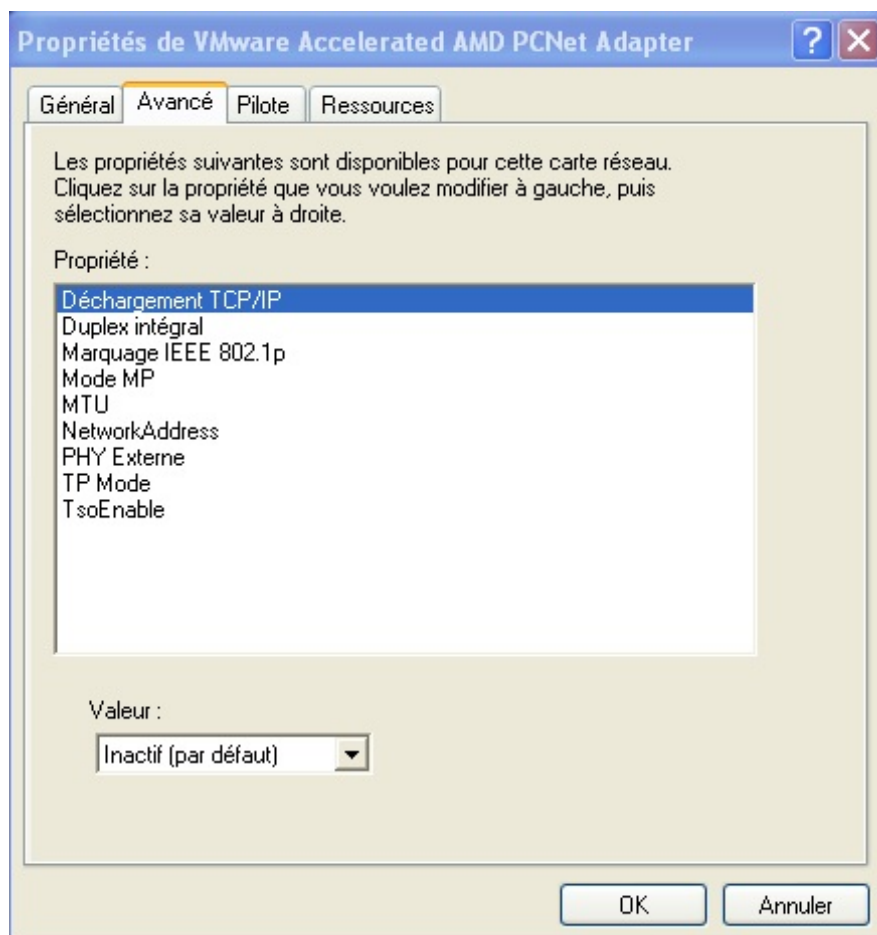 Propriétés de VMware Accelerated AMD PCNet Adapter
Général Avancé Pilote Ressources
Les propriétés suivantes sont disponibles pour cette carte réseau.
Cliquez sur la propriété que vous voulez modifier à gauche, puis
sélectionnez sa valeur à droite.
Propriété :
Déchargement TCP/IP
Duplex intégral
Marquage IEEE 802.1p
Mode MP
MTU
NetworkAddress
PHY Externe
TP Mode
TsoEnable
Valeur :
Inactif (par défaut)
OK Annuler